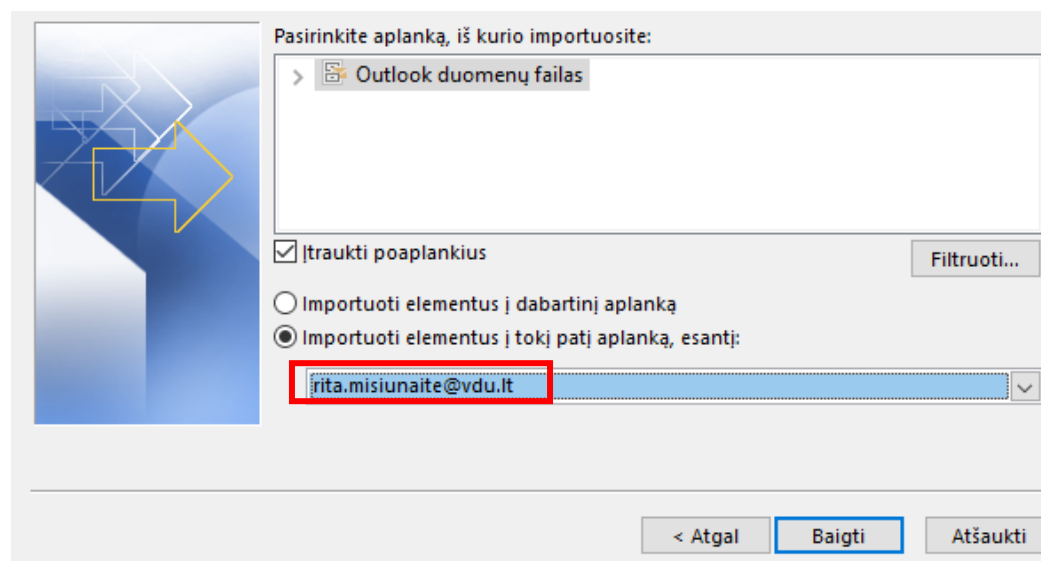 Pasirinkite aplanką, iš kurio importuosite:
Outlook duomenų failas
Įtraukti poaplankius
Filtruoti...
Importuoti elementus į dabartinį aplanką
Importuoti elementus į tokį patį aplanką, esantį:
rita.misiunaite@vdu.lt
< Atgal
Baigti
Atšaukti